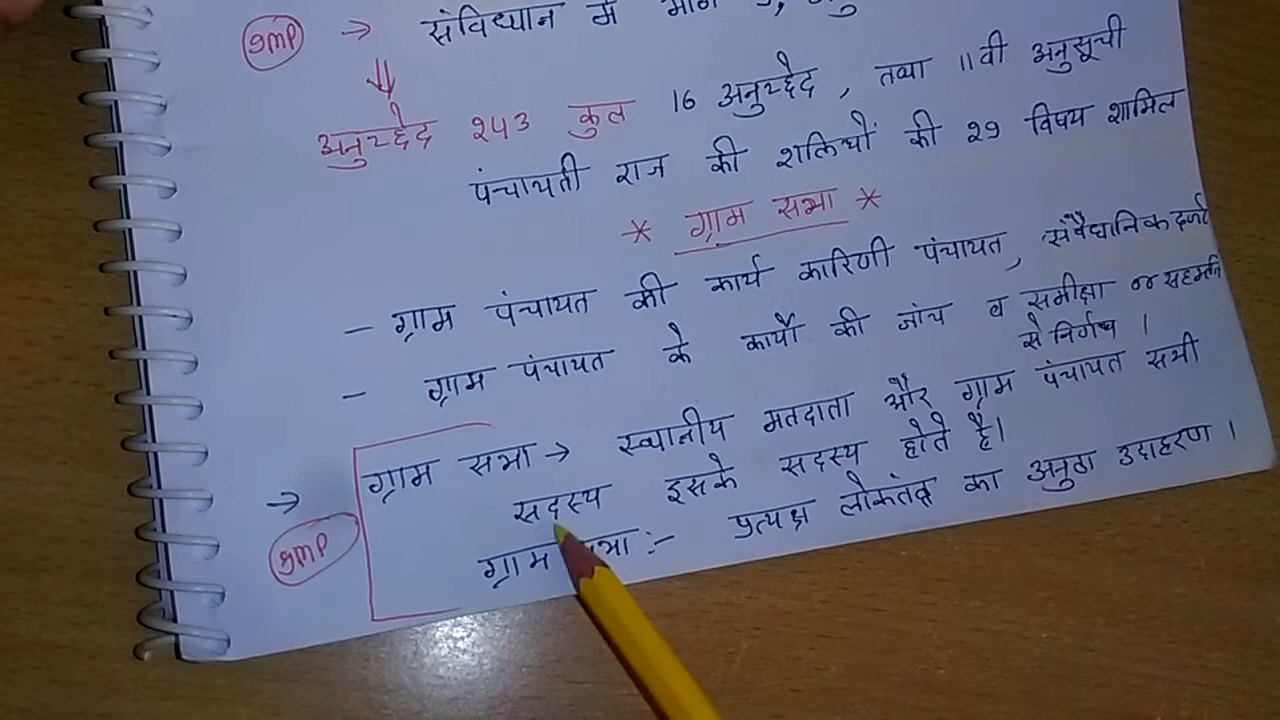 IMP → संविधान में भाग
अनुच्छेद 243 कुल 16 अनुच्छेद, तथा 11वी अनुसूची
पंचायती राज की शक्तियों की 29 विषय शामिल
* ग्राम सभा *
- ग्राम पंचायत की कार्य कारिणी पंचायत, संवैधानिक दर्जा
- ग्राम पंचायत के कार्यों की जांच व समीक्षा सहमति
से निर्णय ।
→ ग्राम सभा → स्थानीय मतदाता और ग्राम पंचायत सभी
सदस्य इसके सदस्य होते है।
IMP ग्राम सभा :- प्रत्यक्ष लोकतंत्र का अनुठा उदाहरण ।